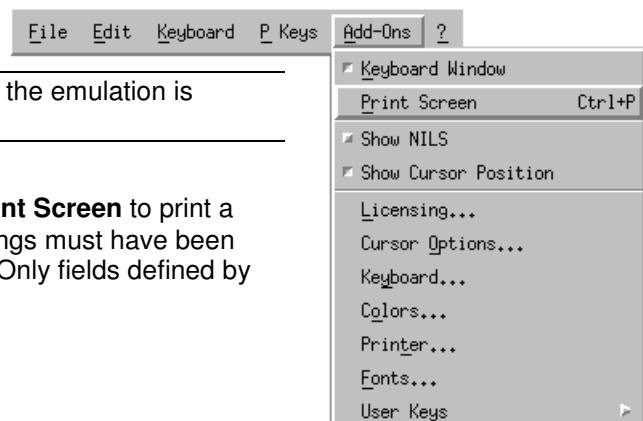 File Edit Keyboard P Keys Add-Ons ?
the emulation is
nt Screen to print a
ngs must have been
Only fields defined by
Keyboard Window
Print Screen Ctrl+P
Show NILS
Show Cursor Position
Licensing...
Cursor Options...
Keyboard...
Colors...
Printer...
Fonts...
User Keys